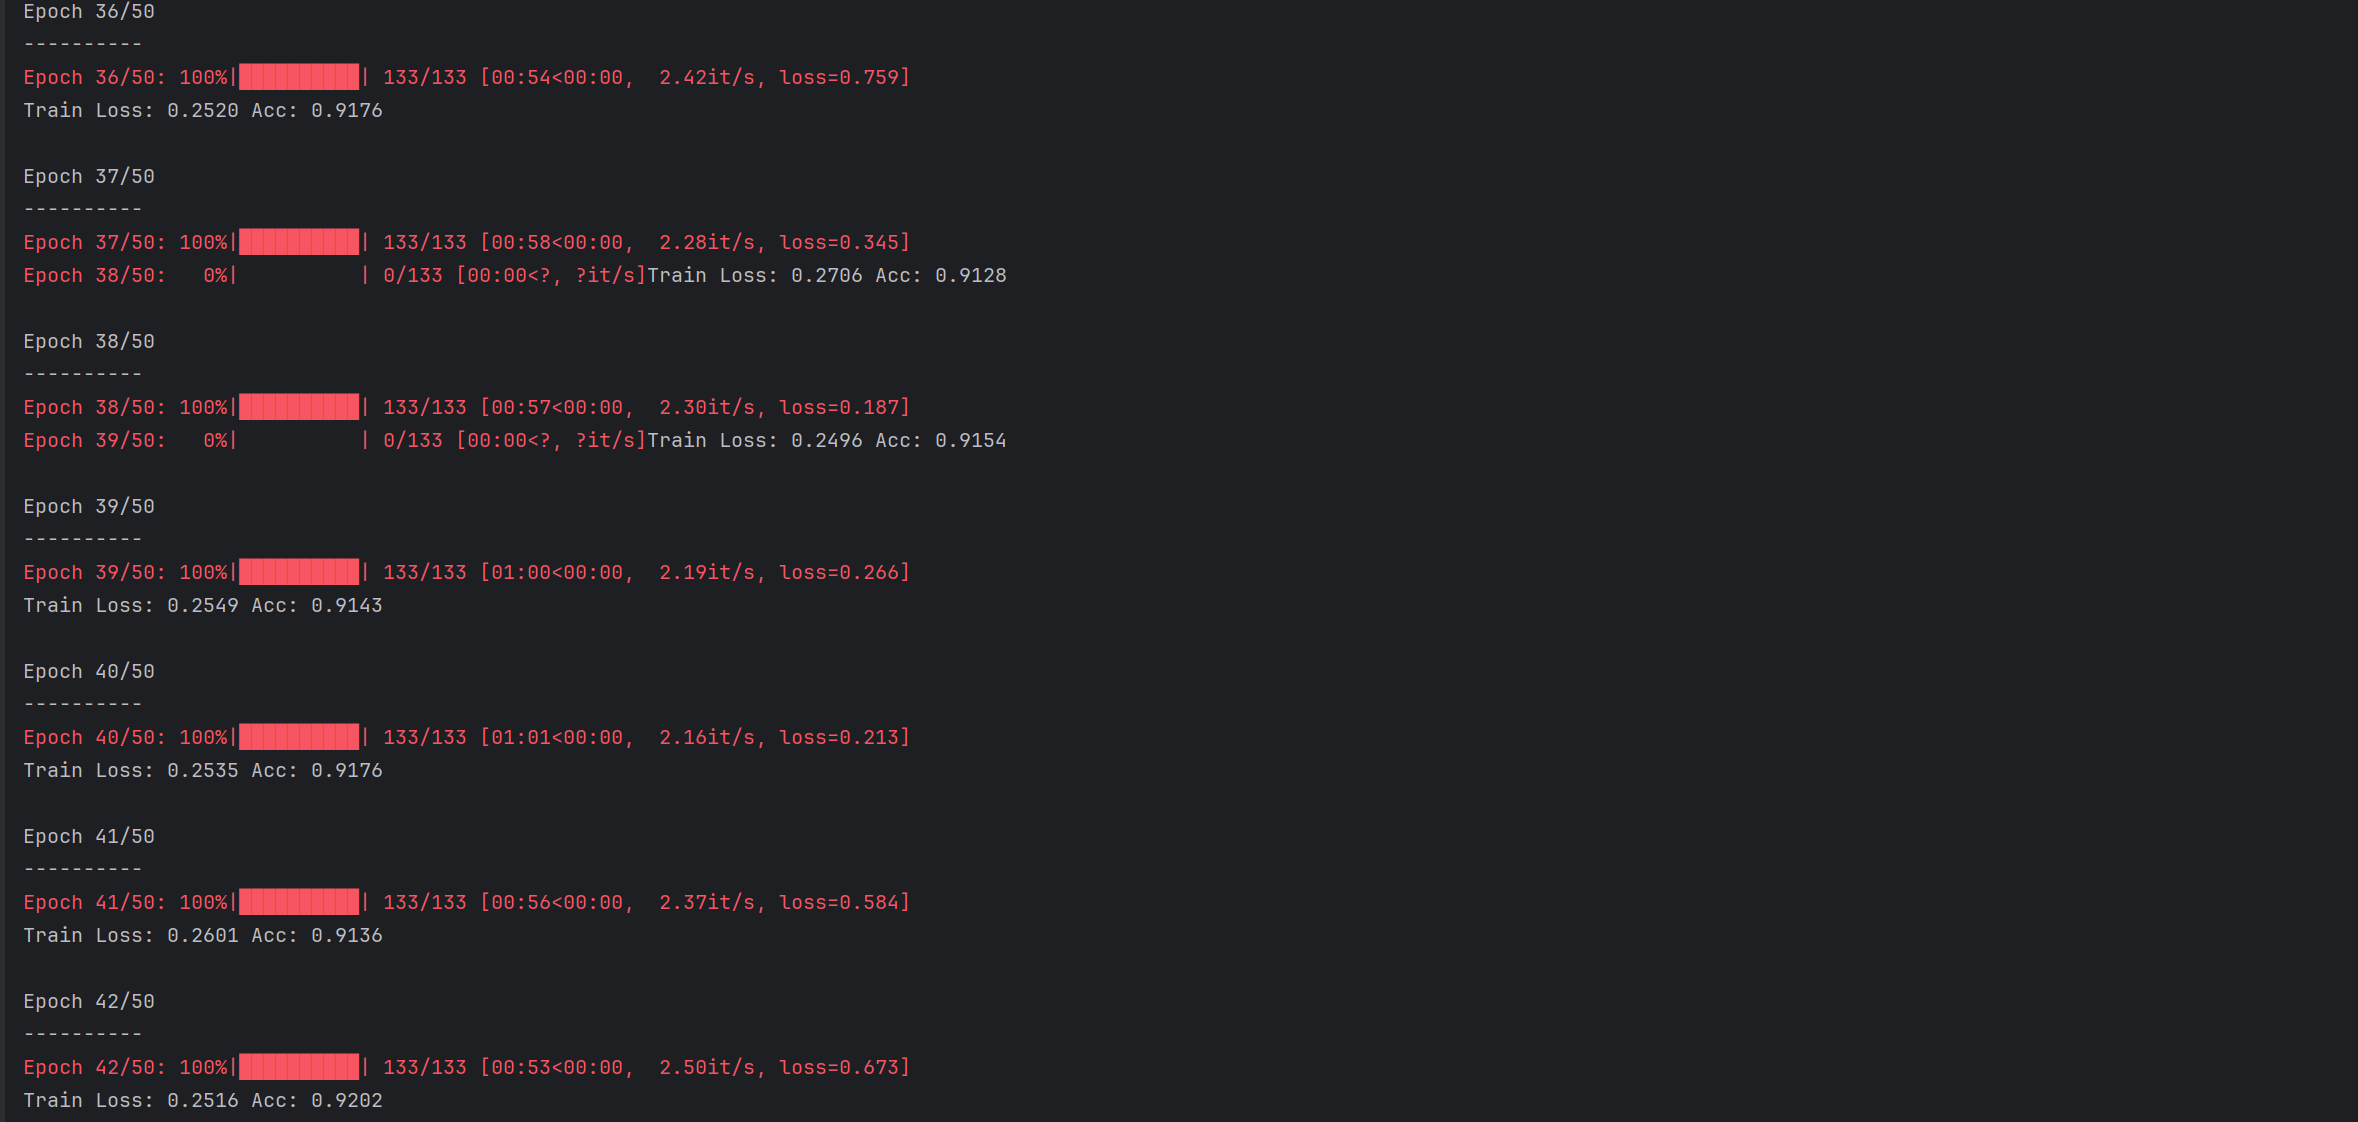 Epoch 36/50
----------
Epoch 36/50: 100%|██████████| 133/133 [00:54<00:00,  2.42it/s, loss=0.759]
Train Loss: 0.2520 Acc: 0.9176
Epoch 37/50
----------
Epoch 37/50: 100%|██████████| 133/133 [00:58<00:00,  2.28it/s, loss=0.345]
Epoch 38/50:   0%|          | 0/133 [00:00<?, ?it/s]Train Loss: 0.2706 Acc: 0.9128
Epoch 38/50
----------
Epoch 38/50: 100%|██████████| 133/133 [00:57<00:00,  2.30it/s, loss=0.187]
Epoch 39/50:   0%|          | 0/133 [00:00<?, ?it/s]Train Loss: 0.2496 Acc: 0.9154
Epoch 39/50
----------
Epoch 39/50: 100%|██████████| 133/133 [01:00<00:00,  2.19it/s, loss=0.266]
Train Loss: 0.2549 Acc: 0.9143
Epoch 40/50
----------
Epoch 40/50: 100%|██████████| 133/133 [01:01<00:00,  2.16it/s, loss=0.213]
Train Loss: 0.2535 Acc: 0.9176
Epoch 41/50
----------
Epoch 41/50: 100%|██████████| 133/133 [00:56<00:00,  2.37it/s, loss=0.584]
Train Loss: 0.2601 Acc: 0.9136
Epoch 42/50
----------
Epoch 42/50: 100%|██████████| 133/133 [00:53<00:00,  2.50it/s, loss=0.673]
Train Loss: 0.2516 Acc: 0.9202